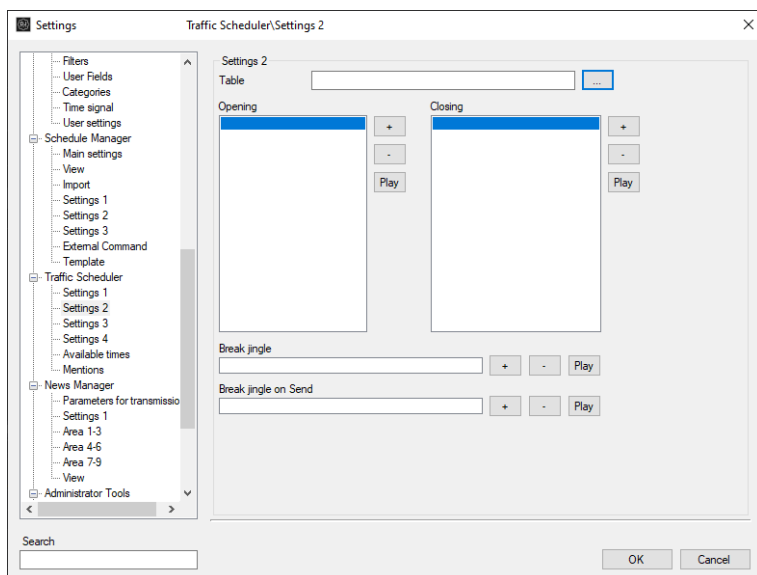 Settings
Traffic Scheduler\Settings 2
Filters
User Fields
Categories
Time signal
User settings
Schedule Manager
Main settings
View
Import
Settings 1
Settings 2
Settings 3
External Command
Template
Traffic Scheduler
Settings 1
Settings 2
Settings 3
Settings 4
Available times
Mentions
News Manager
Parameters for transmissio
Settings 1
Area 1-3
Area 4-6
Area 7-9
View
Administrator Tools
Search
Settings 2
Table
...
Opening
+
-
Play
Closing
+
-
Play
Break jingle
+ - Play
Break jingle on Send
+ - Play
OK Cancel